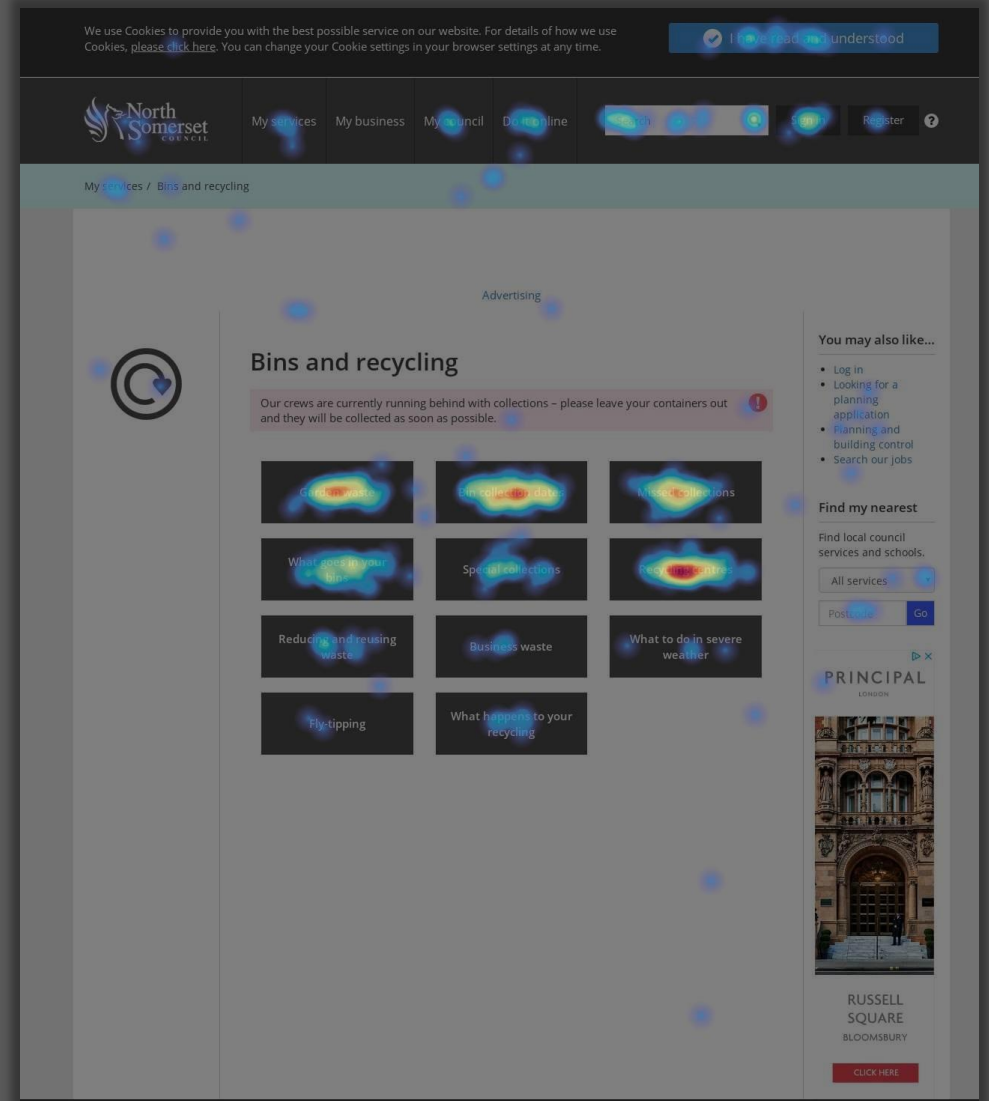 We use Cookies to provide you with the best possible service on our website. For details of how we use
Cookies, please click here. You can change your Cookie settings in your browser settings at any time.
I have read and understood
North
Somerset
COUNCIL
My services
My business
My council
Do it online
Search
Sign in
Register
?
My services / Bins and recycling
Advertising
Bins and recycling
Our crews are currently running behind with collections – please leave your containers out
and they will be collected as soon as possible.
!
Garden waste
Bin collection dates
Missed collections
What goes in your
bins
Special collections
Recycling centres
Reducing and reusing
waste
Business waste
What to do in severe
weather
Fly-tipping
What happens to your
recycling
You may also like...
Log in
Looking for a
planning
application
Planning and
building control
Search our jobs
Find my nearest
Find local council
services and schools.
All services
Postcode
Go
PRINCIPAL
LONDON
RUSSELL
SQUARE
BLOOMSBURY
CLICK HERE